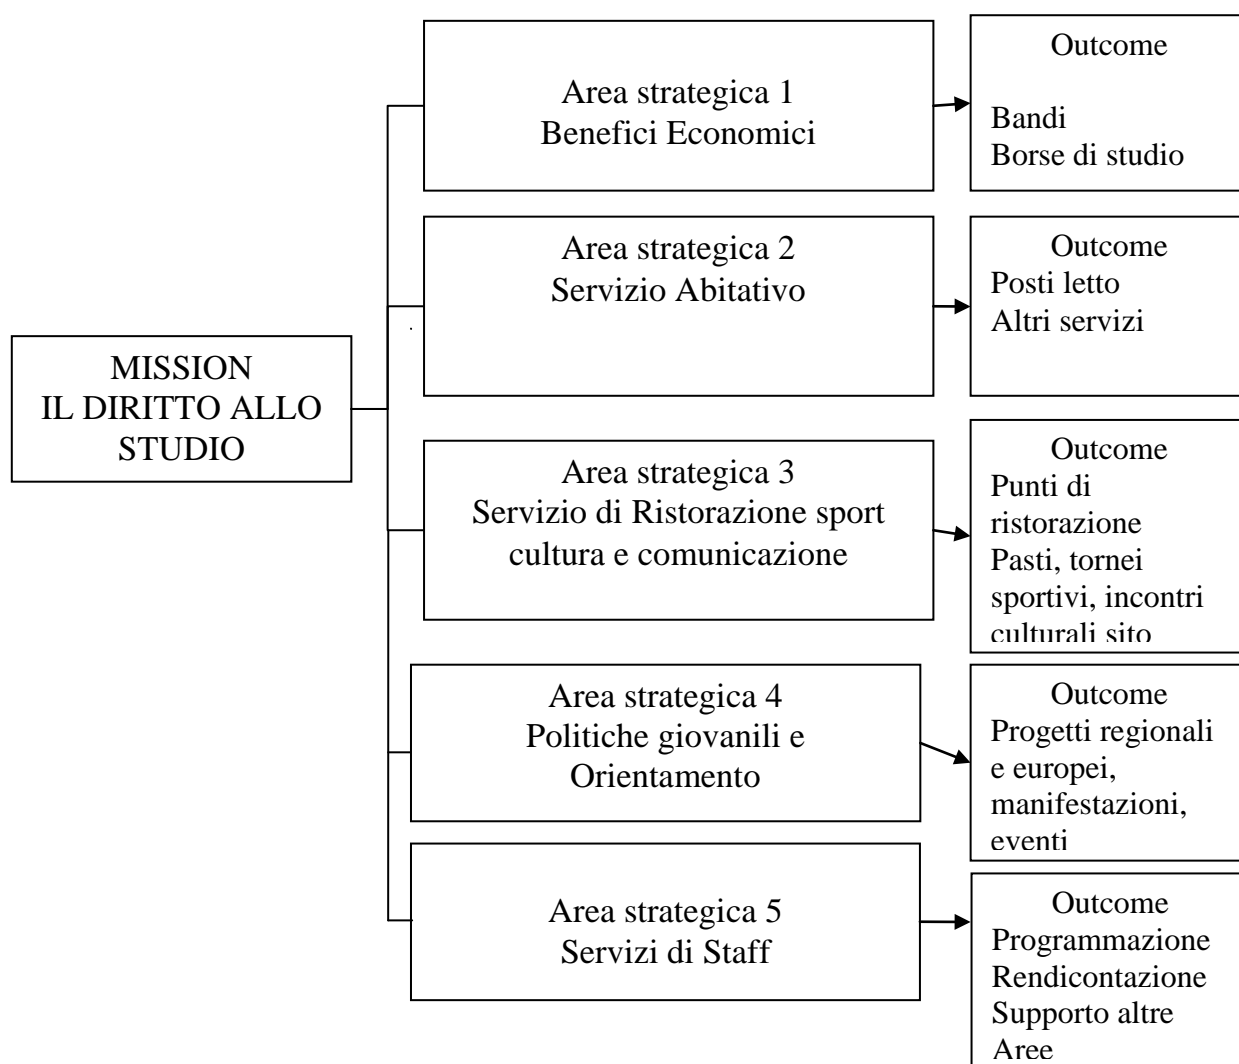 MISSION
IL DIRITTO ALLO
STUDIO
Area strategica 1
Benefici Economici
Outcome
Bandi
Borse di studio
Area strategica 2
Servizio Abitativo
Outcome
Posti letto
Altri servizi
Area strategica 3
Servizio di Ristorazione sport
cultura e comunicazione
Outcome
Punti di
ristorazione
Pasti, tornei
sportivi, incontri
culturali sito
Area strategica 4
Politiche giovanili e
Orientamento
Outcome
Progetti regionali
e europei,
manifestazioni,
eventi
Area strategica 5
Servizi di Staff
Outcome
Programmazione
Rendicontazione
Supporto altre
Aree